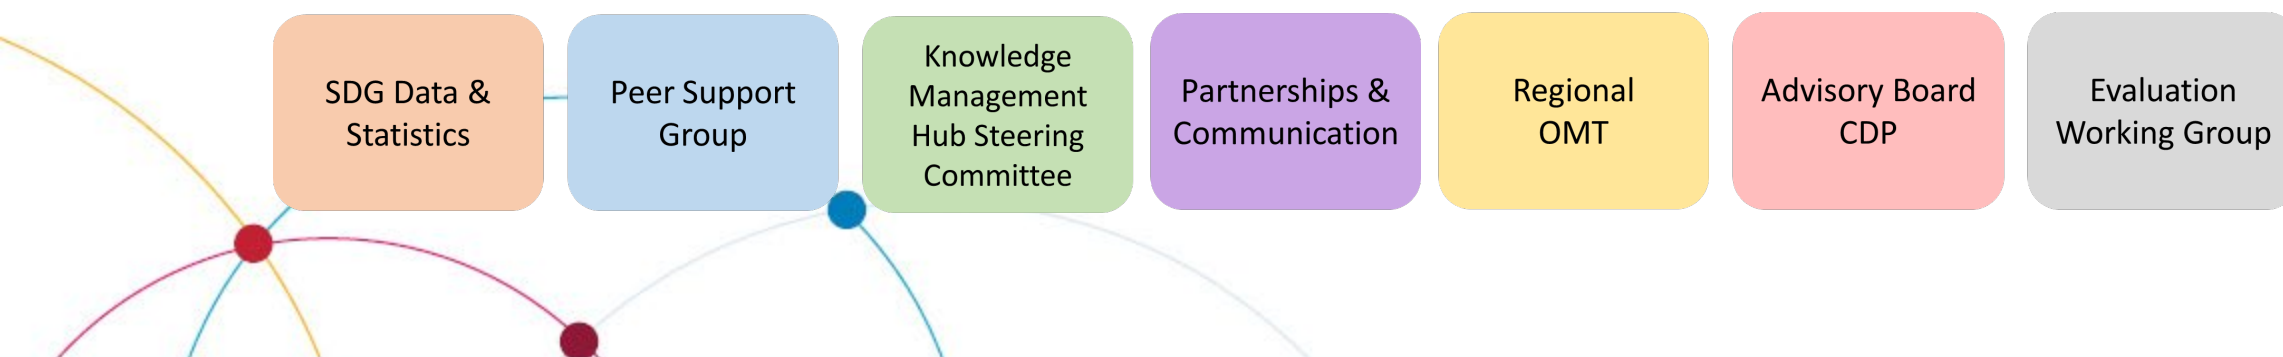 SDG Data &
Statistics
Peer Support
Group
Knowledge
Management
Hub Steering
Committee
Partnerships &
Communication
Regional
OMT
Advisory Board
CDP
Evaluation
Working Group